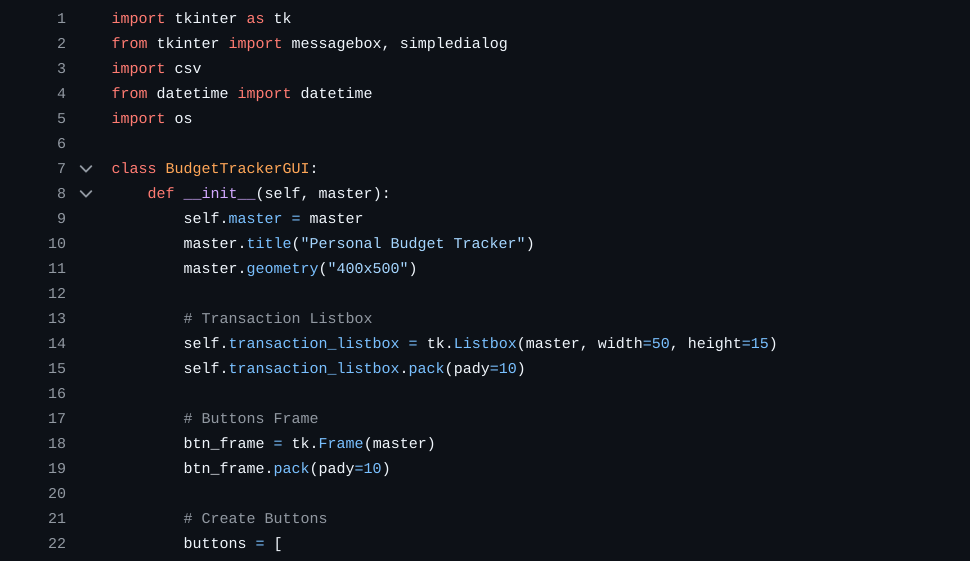 1 import tkinter as tk
2 from tkinter import messagebox, simpledialog
3 import csv
4 from datetime import datetime
5 import os
6
7 class BudgetTrackerGUI:
8     def __init__(self, master):
9         self.master = master
10         master.title("Personal Budget Tracker")
11         master.geometry("400x500")
12
13         # Transaction Listbox
14         self.transaction_listbox = tk.Listbox(master, width=50, height=15)
15         self.transaction_listbox.pack(pady=10)
16
17         # Buttons Frame
18         btn_frame = tk.Frame(master)
19         btn_frame.pack(pady=10)
20
21         # Create Buttons
22         buttons = [